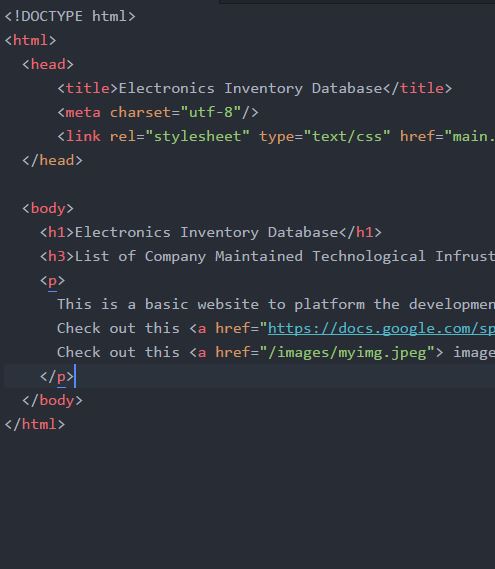 <!DOCTYPE html>
<html>
<head>
<title>Electronics Inventory Database</title>
<meta charset="utf-8"/>
<link rel="stylesheet" type="text/css" href="main.
</head>
<body>
<h1>Electronics Inventory Database</h1>
<h3>List of Company Maintained Technological Infrust
<p>
This is a basic website to platform the developmen
Check out this <a href="https://docs.google.com/sp
Check out this <a href="/images/myimg.jpeg"> image
</p>
</body>
</html>